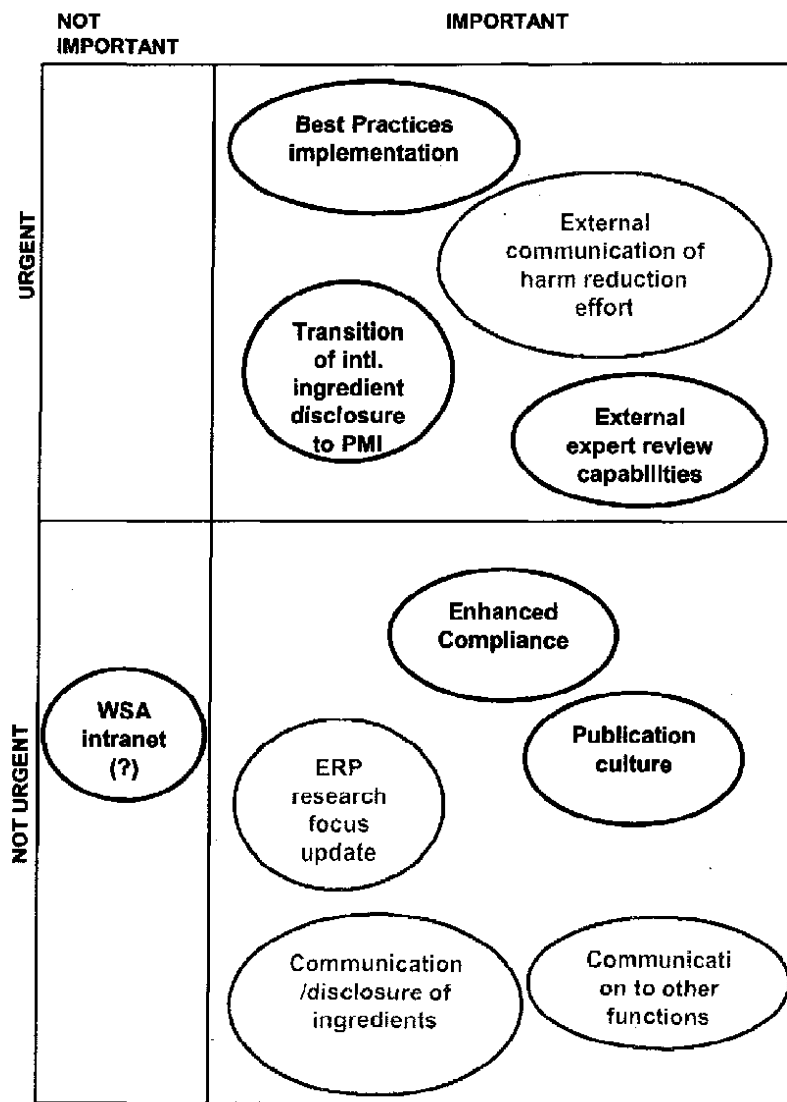 NOT
IMPORTANT
IMPORTANT
URGENT
Best Practices
implementation
External
communication of
harm reduction
effort
Transition
of intl.
ingredient
disclosure
to PMI
External
expert review
capabilities
NOT URGENT
Enhanced
Compliance
WSA
intranet
(?)
Publication
culture
ERP
research
focus
update
Communication
/disclosure of
ingredients
Communicati
on to other
functions